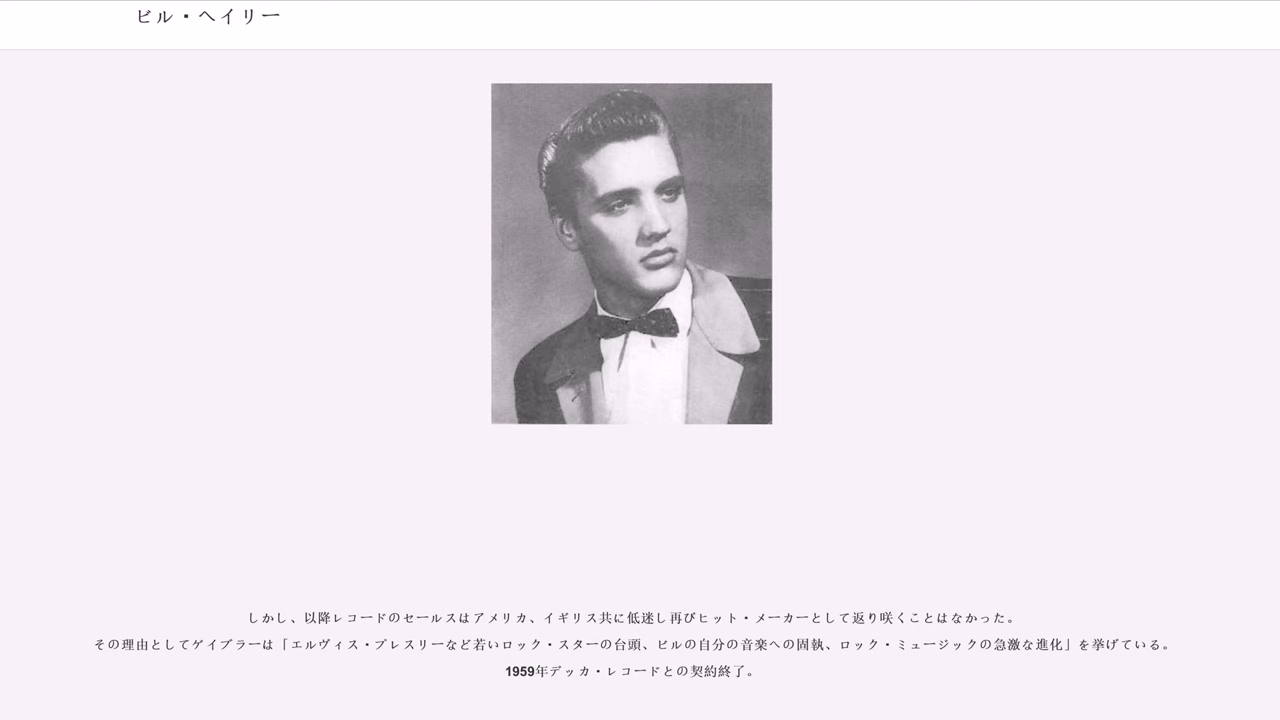 ビル・ヘイリー
しかし、以降レコードのセールスはアメリカ、イギリス共に低迷し再びヒット・メーカーとして返り咲くことはなかった。
その理由としてゲイブラーは「エルヴィス・プレスリーなど若いロック・スターの台頭、ビルの自分の音楽への固執、ロック・ミュージックの急激な進化」を挙げている。
1959年デッカ・レコードとの契約終了。